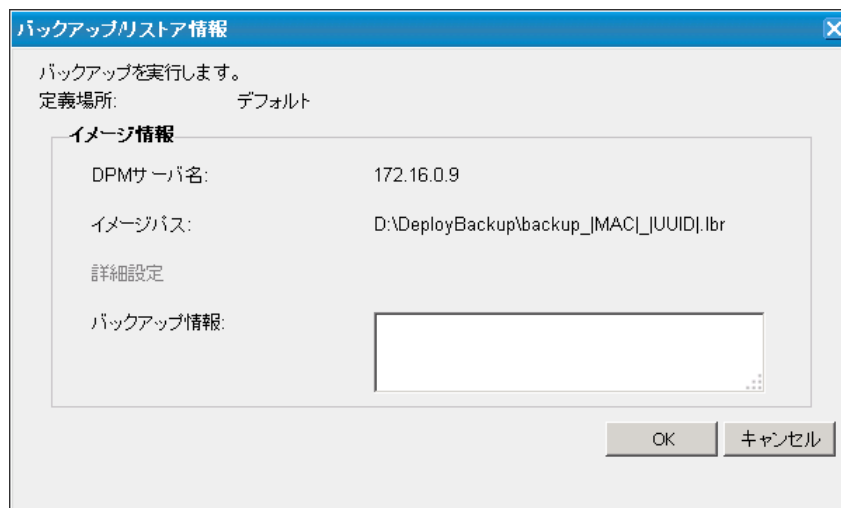 バックアップ/リストア情報
バックアップを実行します。
定義場所: デフォルト
イメージ情報
DPMサーバ名: 172.16.0.9
イメージパス: D:\DeployBackup\backup_|MAC|_|UUID|.lbr
詳細設定
バックアップ情報:
OK キャンセル